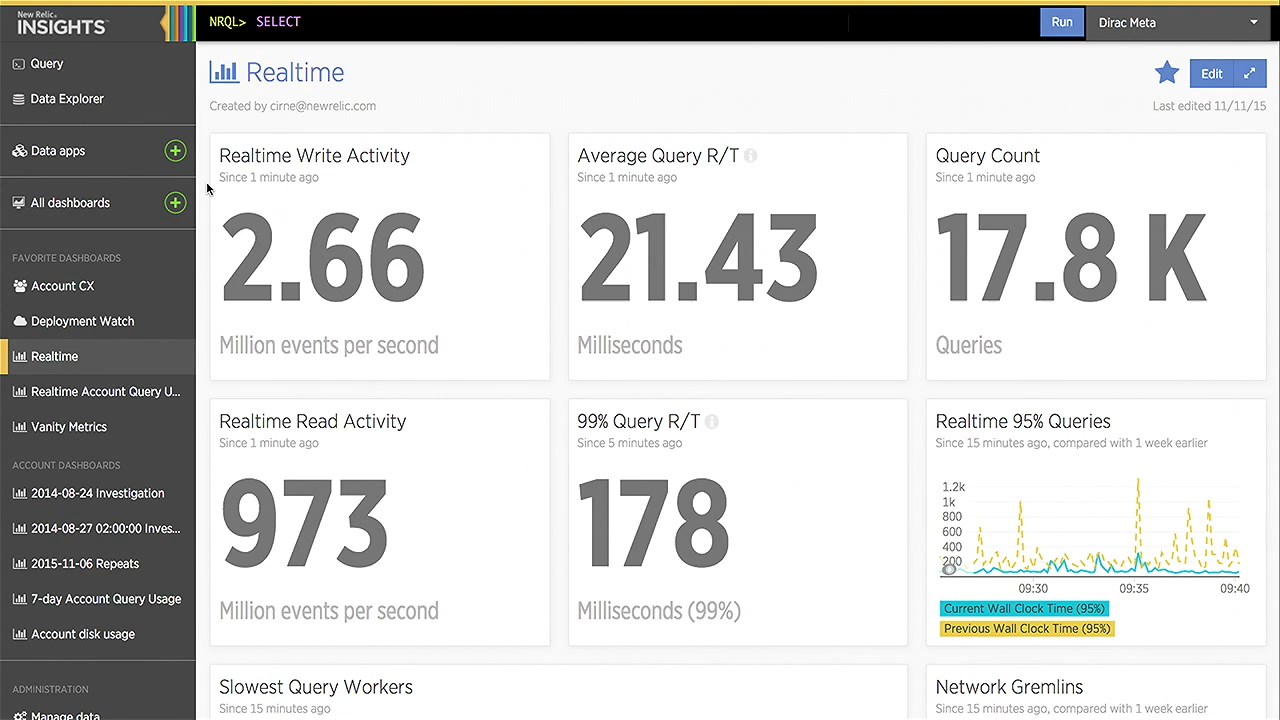 New Relic
INSIGHTS
NRQL> SELECT
Run
Dirac Meta
Query
Data Explorer
Data apps
All dashboards
FAVORITE DASHBOARDS
Account CX
Deployment Watch
Realtime
Realtime Account Query U...
Vanity Metrics
ACCOUNT DASHBOARDS
2014-08-24 Investigation
2014-08-27 02:00:00 Inves...
2015-11-06 Repeats
7-day Account Query Usage
Account disk usage
ADMINISTRATION
Manage data
Realtime
Edit
Created by cirne@newrelic.com
Last edited 11/11/15
Realtime Write Activity
Since 1 minute ago
2.66
Million events per second
Average Query R/T
Since 1 minute ago
21.43
Milliseconds
Query Count
Since 1 minute ago
17.8 K
Queries
Realtime Read Activity
Since 1 minute ago
973
Million events per second
99% Query R/T
Since 5 minutes ago
178
Milliseconds (99%)
Realtime 95% Queries
Since 15 minutes ago, compared with 1 week earlier
1.2k
1k
800
600
400
200
09:30 09:35 09:40
Current Wall Clock Time (95%)
Previous Wall Clock Time (95%)
Slowest Query Workers
Since 15 minutes ago
Network Gremlins
Since 15 minutes ago, compared with 1 week earlier